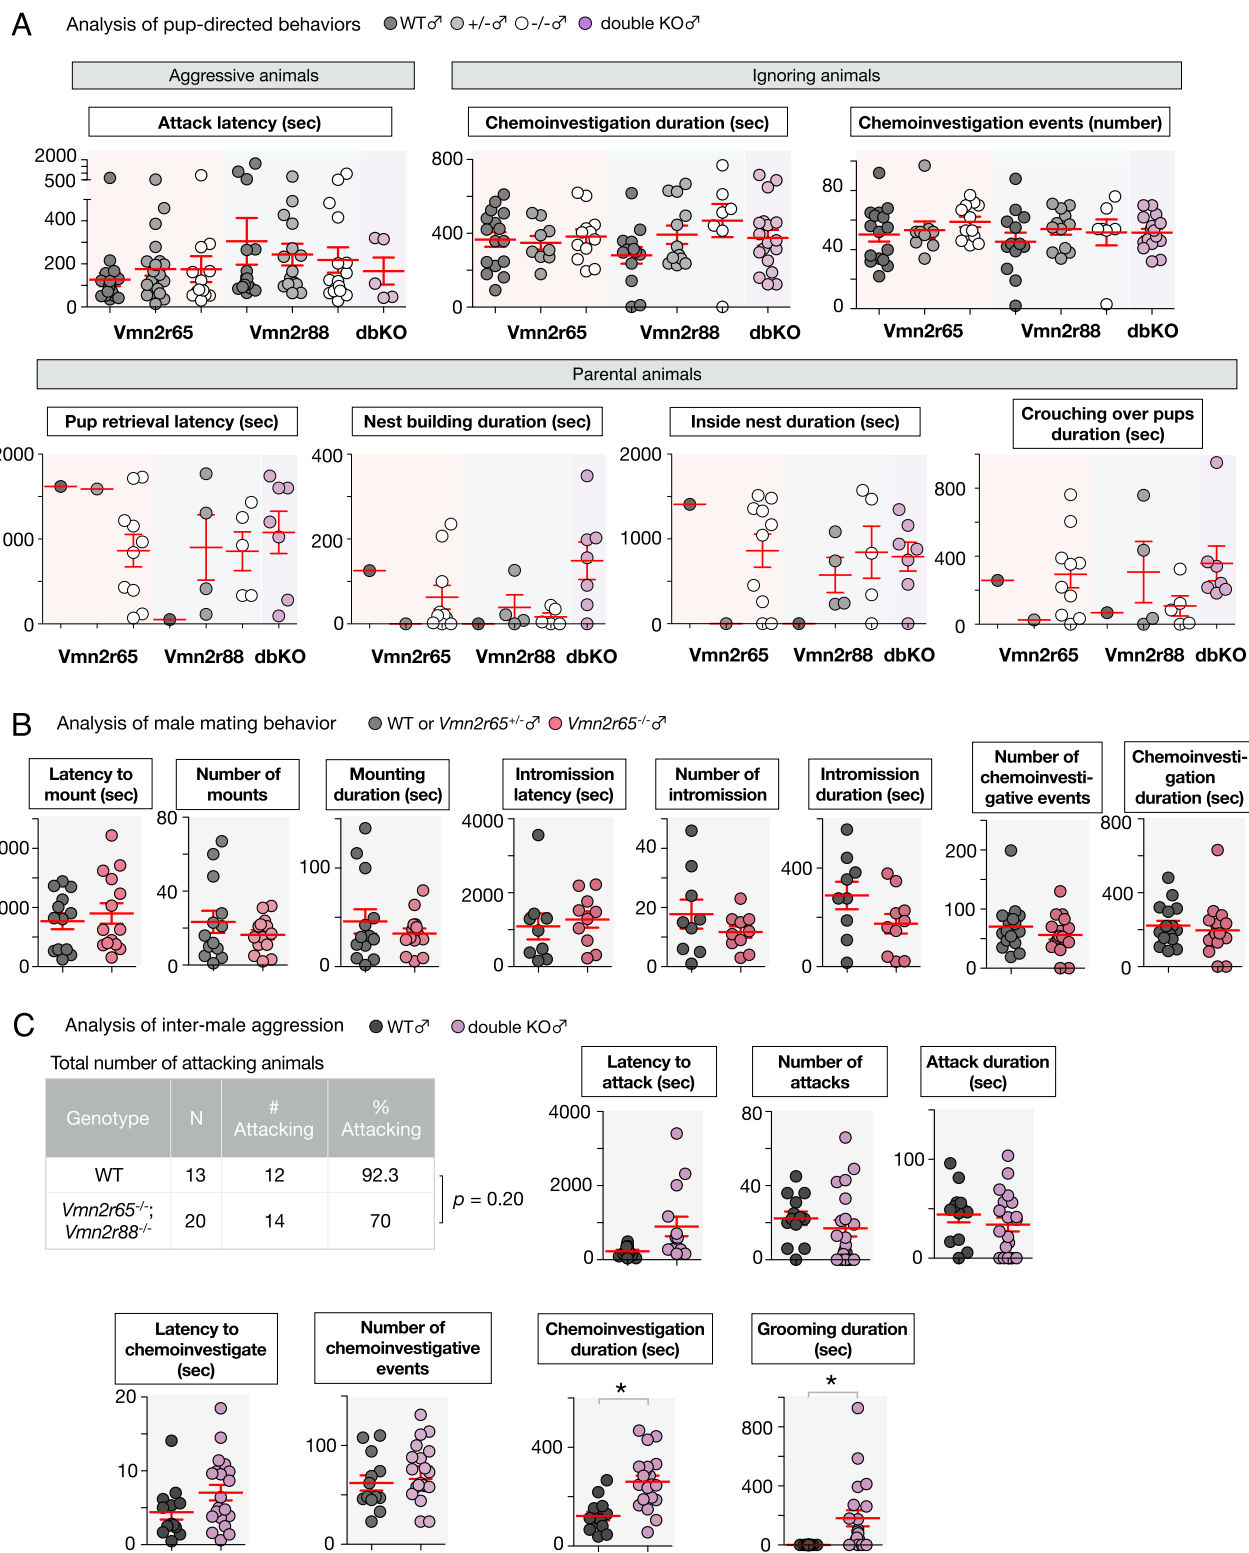 A Analysis of pup-directed behaviors WT♂ +/-♂ -/-♂ double KO♂
Aggressive animals Ignoring animals
Attack latency (sec) Chemoinvestigation duration (sec) Chemoinvestigation events (number)
2000
500
400
200
0
800
400
0
80
40
0
Vmn2r65 Vmn2r88 dbKO Vmn2r65 Vmn2r88 dbKO Vmn2r65 Vmn2r88 dbKO
Parental animals
Pup retrieval latency (sec) Nest building duration (sec) Inside nest duration (sec) Crouching over pups
duration (sec)
2000
000
0
400
200
0
2000
1000
0
800
400
0
Vmn2r65 Vmn2r88 dbKO Vmn2r65 Vmn2r88 dbKO Vmn2r65 Vmn2r88 dbKO Vmn2r65 Vmn2r88 dbKO
B Analysis of male mating behavior WT or Vmn2r65+/-♂ Vmn2r65-/-♂
Latency to
mount (sec)
Number of
mounts
Mounting
duration (sec)
Intromission
latency (sec)
Number of
intromission
Intromission
duration (sec)
Number of
chemoinvesti-
gative events
Chemoinvesti-
gation
duration (sec)
000
000
0
80
40
0
100
0
4000
2000
0
40
20
0
400
0
200
100
0
800
400
0
C Analysis of inter-male aggression WT♂ double KO♂
Total number of attacking animals
Genotype N # Attacking % Attacking
WT 13 12 92.3
Vmn2r65-/-; Vmn2r88-/- 20 14 70
p = 0.20
Latency to
attack (sec)
Number of
attacks
Attack duration
(sec)
4000
2000
0
80
40
0
100
0
Latency to
chemoinvestigate
(sec)
Number of
chemoinvestigative
events
Chemoinvestigation
duration (sec)
Grooming duration
(sec)
20
10
0
100
0
*
400
0
*
800
400
0